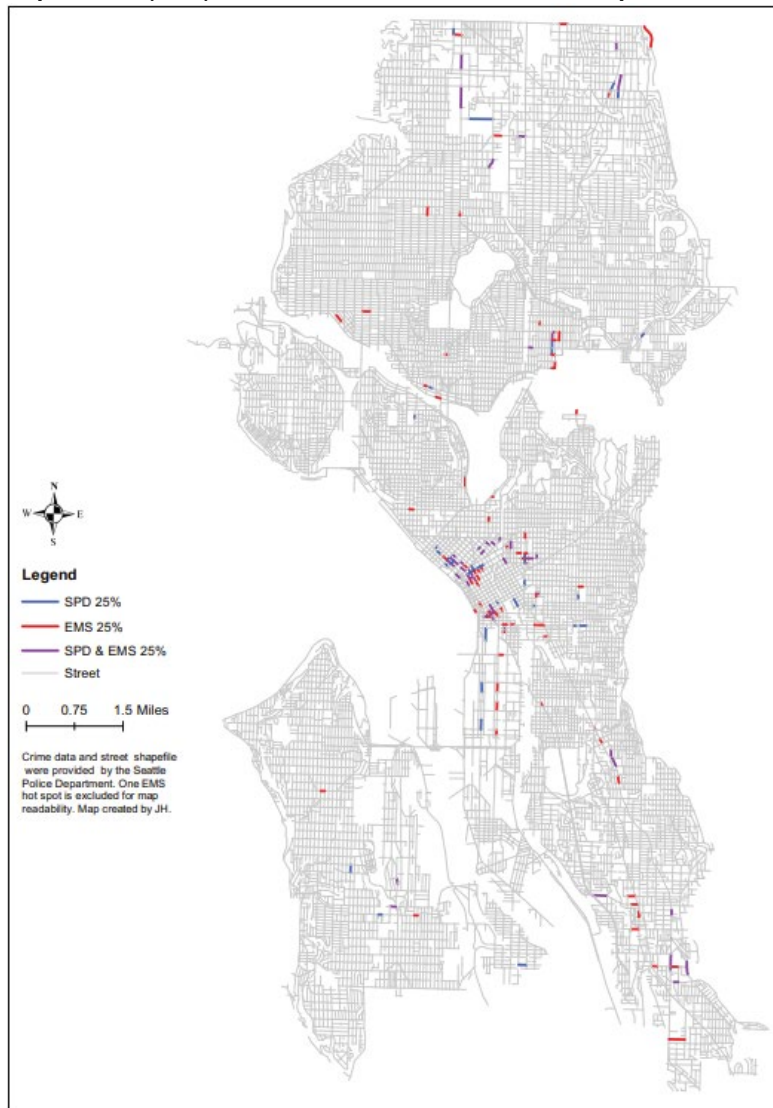 N
W E
S
Legend
SPD 25%
EMS 25%
SPD & EMS 25%
Street
0 0.75 1.5 Miles
Crime data and street shapefile
were provided by the Seattle
Police Department. One EMS
hot spot is excluded for map
readability. Map created by JH.